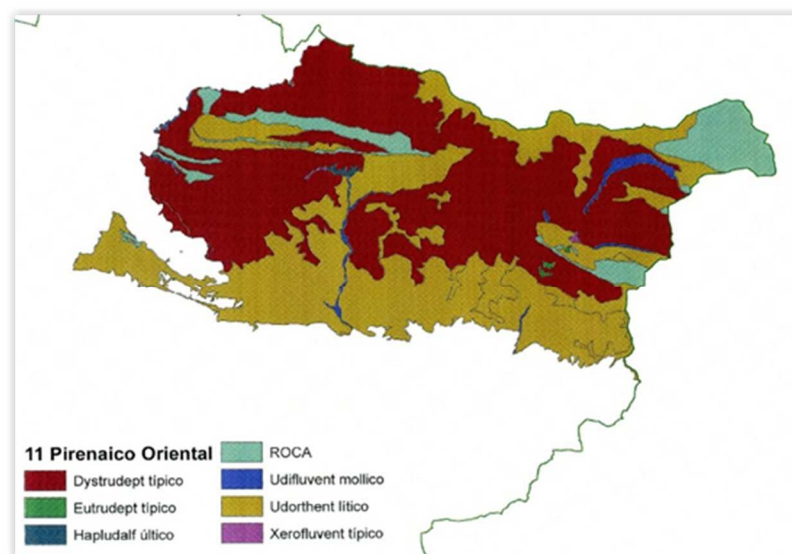 11 Pirenaico Oriental
Dystrudept típico
Eutrudept típico
Hapludalf últico
ROCA
Udifluvent mollico
Udorthent lítico
Xerofluvent típico